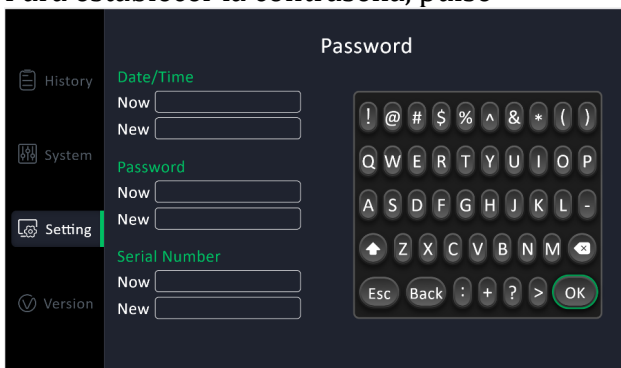 Para establecer la contraseña, pulse
Password
History
System
Setting
Version
Date/Time
Now
New
Password
Now
New
Serial Number
Now
New
! @ # $ % ^ & * ( )
Q W E R T Y U I O P
A S D F G H J K L -
Z X C V B N M
Esc Back : + ? > OK